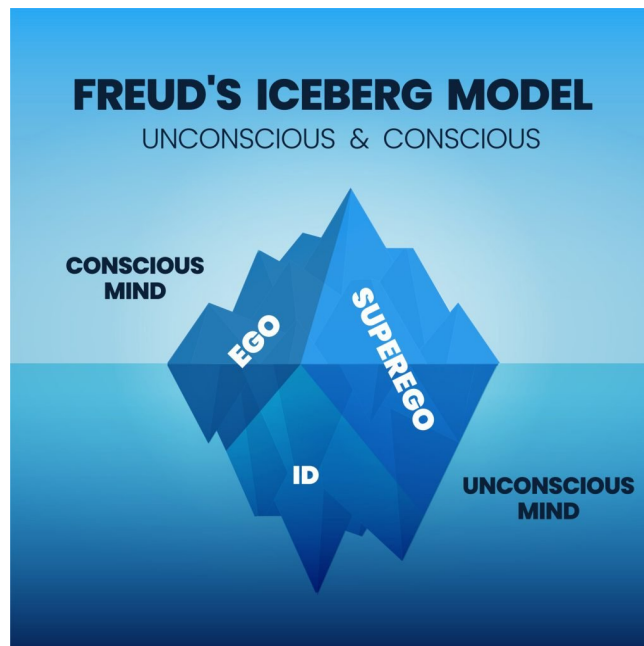 FREUD'S ICEBERG MODEL
UNCONSCIOUS & CONSCIOUS
CONSCIOUS
MIND
EGO
SUPEREGO
ID
UNCONSCIOUS
MIND